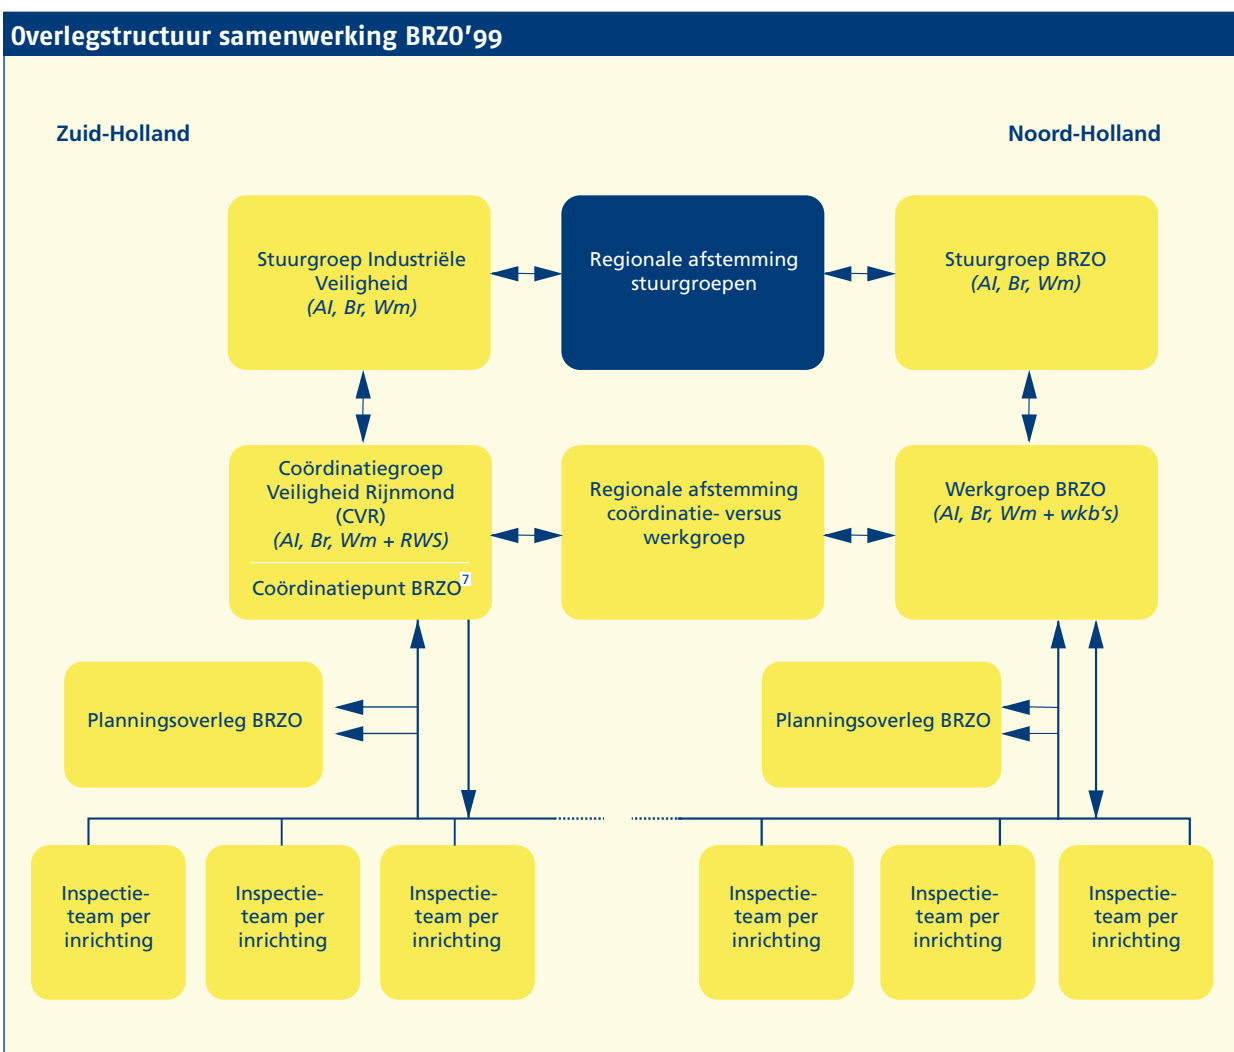 Overlegstructuur samenwerking BRZO'99
Zuid-Holland
Noord-Holland
Stuurgroep Industriële
Veiligheid
(AI, Br, Wm)
Regionale afstemming
stuurgroepen
Stuurgroep BRZO
(AI, Br, Wm)
Coördinatiegroep
Veiligheid Rijnmond
(CVR)
(AI, Br, Wm + RWS)
Coördinatiepunt BRZO7
Regionale afstemming
coördinatie- versus
werkgroep
Werkgroep BRZO
(AI, Br, Wm + wkb's)
Planningsoverleg BRZO
Planningsoverleg BRZO
Inspectie-
team per
inrichting
Inspectie-
team per
inrichting
Inspectie-
team per
inrichting
Inspectie-
team per
inrichting
Inspectie-
team per
inrichting
Inspectie-
team per
inrichting